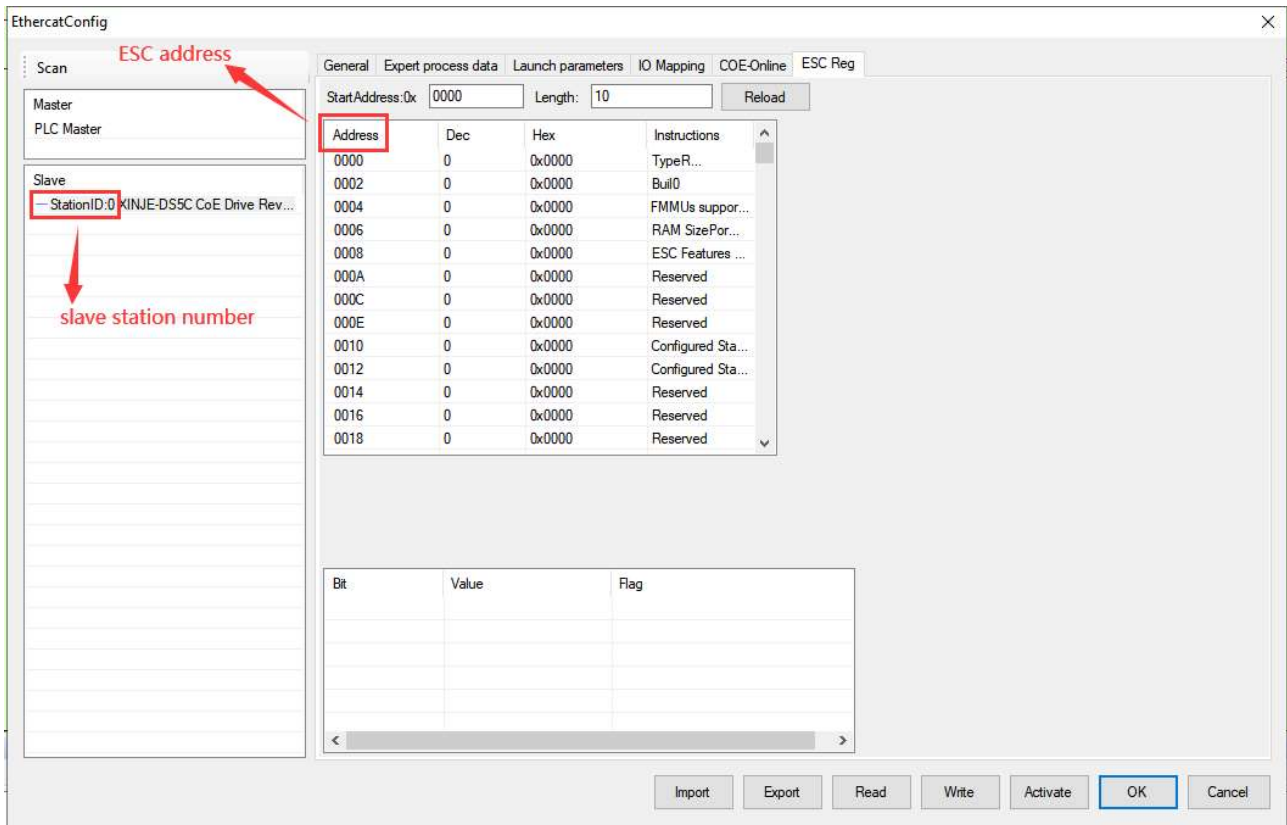 EthercatConfig
ESC address
Scan
General Expert process data Launch parameters IO Mapping COE-Online ESC Reg
StartAddress:0x 0000 Length: 10 Reload
Master
PLC Master
Address Dec Hex Instructions
0000 0 0x0000 TypeR...
0002 0 0x0000 Buil0
0004 0 0x0000 FMMUs suppor...
0006 0 0x0000 RAM SizePor...
0008 0 0x0000 ESC Features ...
000A 0 0x0000 Reserved
000C 0 0x0000 Reserved
000E 0 0x0000 Reserved
0010 0 0x0000 Configured Sta...
0012 0 0x0000 Configured Sta...
0014 0 0x0000 Reserved
0016 0 0x0000 Reserved
0018 0 0x0000 Reserved
Slave
StationID:0 XINJE-DS5C CoE Drive Rev...
slave station number
Bit Value Flag
Import Export Read Write Activate OK Cancel